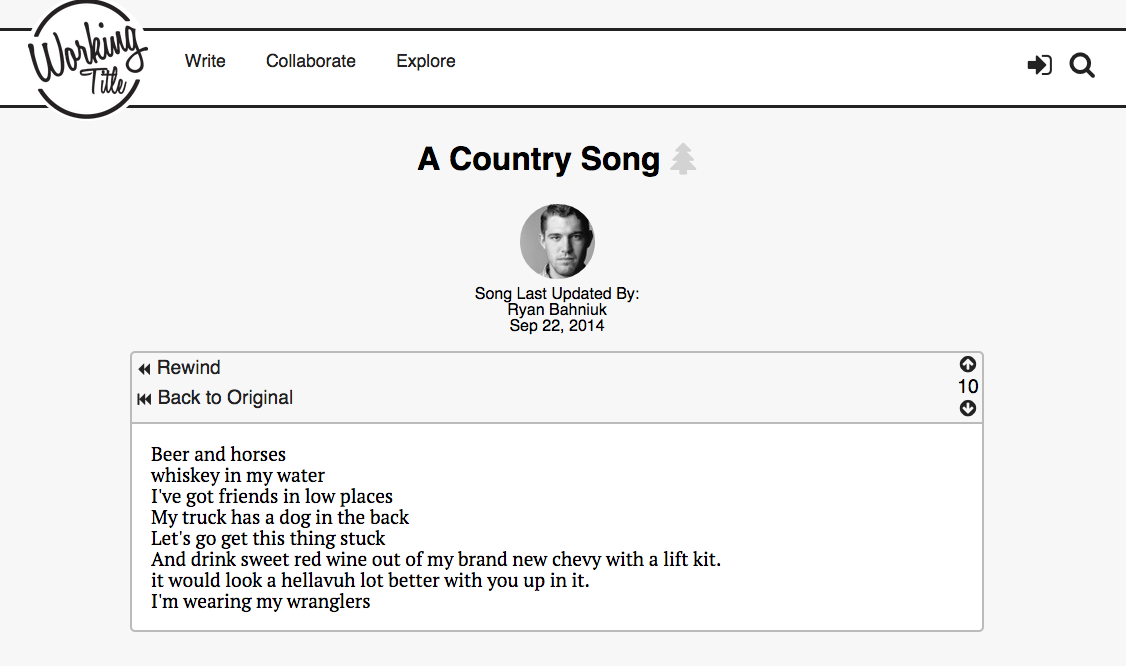 Working
Title
Write
Collaborate
Explore
A Country Song
Song Last Updated By:
Ryan Bahniuk
Sep 22, 2014
Rewind
Back to Original
10
Beer and horses
whiskey in my water
I've got friends in low places
My truck has a dog in the back
Let's go get this thing stuck
And drink sweet red wine out of my brand new chevy with a lift kit.
it would look a hellavuh lot better with you up in it.
I'm wearing my wranglers